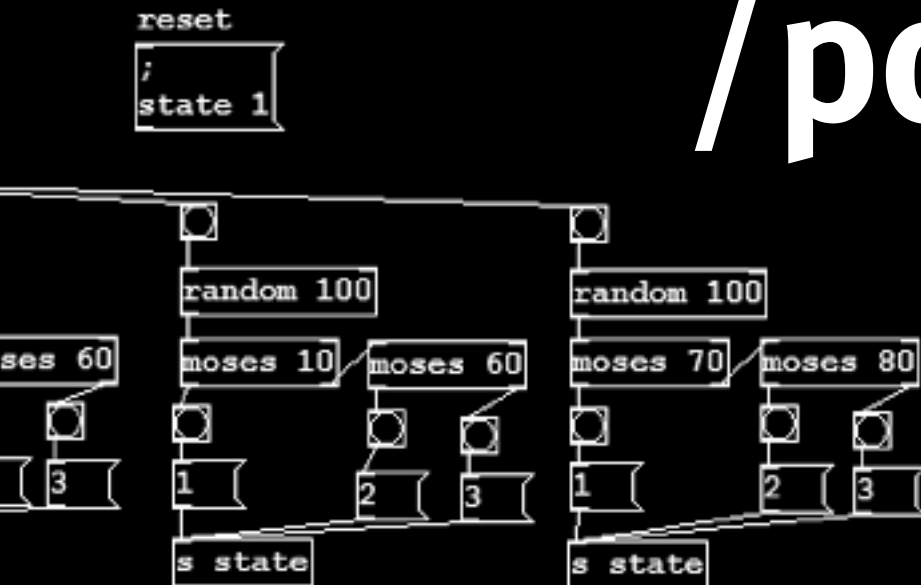 reset
/po
;
state 1
random 100
random 100
ses 60
moses 10
moses 60
moses 70
moses 80
3
1
2
3
1
2
3
s state
s state